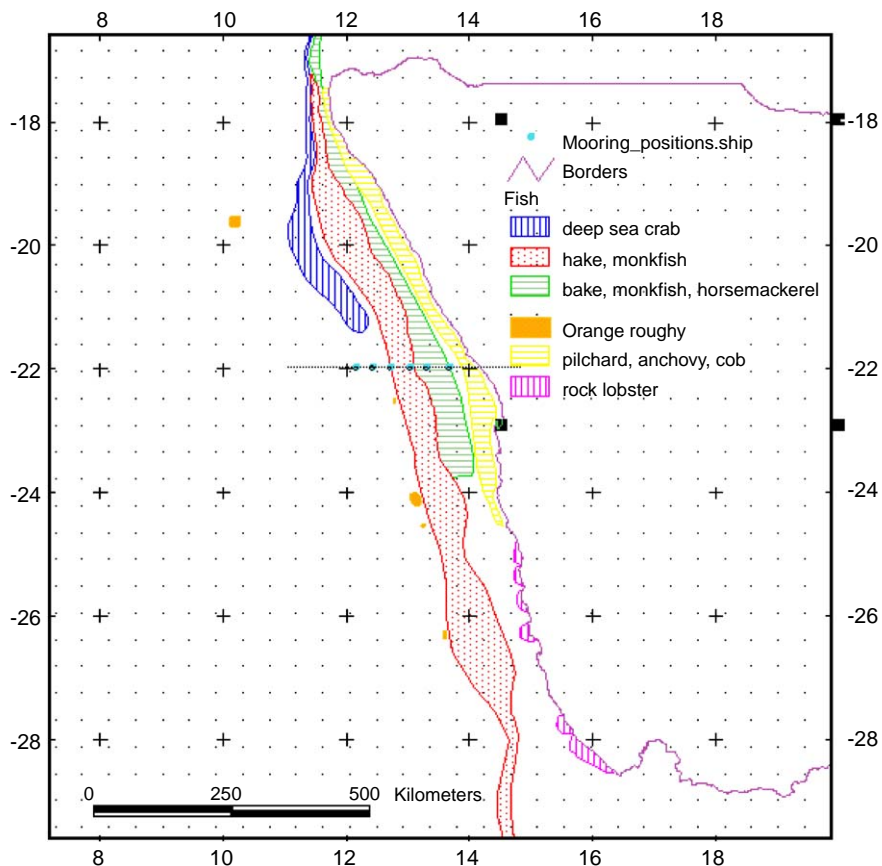 8 10 12 14 16 18
-18 -18
Mooring_positions.ship
Borders
Fish
deep sea crab
-20 -20
hake, monkfish
bake, monkfish, horsemackerel
Orange roughy
-22 -22
pilchard, anchovy, cob
rock lobster
-24 -24
-26 -26
-28 -28
0 250 500 Kilometers
8 10 12 14 16 18